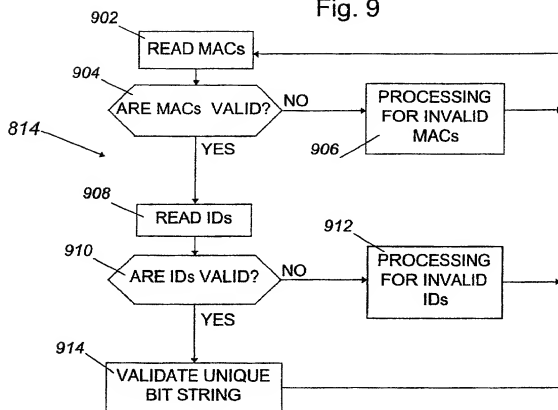 Fig. 9
902
READ MACs
904
ARE MACs VALID?
NO
PROCESSING
FOR INVALID
MACs
906
814
YES
908
READ IDs
910
ARE IDs VALID?
NO
912
PROCESSING
FOR INVALID
IDs
YES
914
VALIDATE UNIQUE
BIT STRING